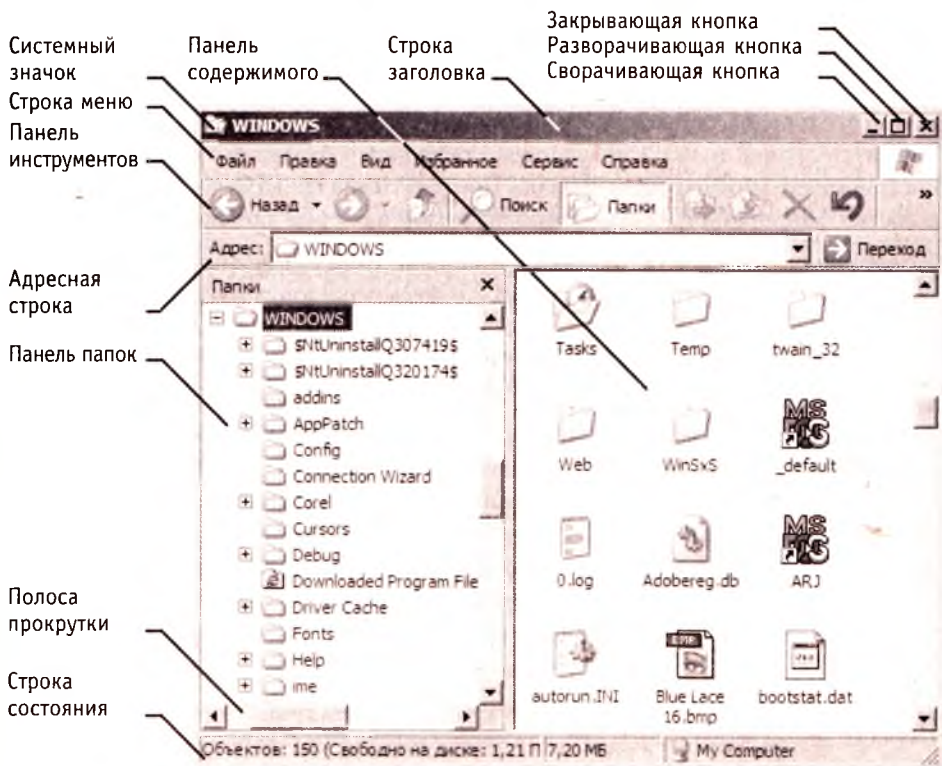 Закрывающая кнопка
Разворачивающая кнопка
Сворачивающая кнопка
Системный
значок
Панель
содержимого
Строка
заголовка
Строка меню
Панель
инструментов
WINDOWS
Файл Правка Вид Избранное Сервис Справка
Назад Поиск Папки »
Адрес: WINDOWS Переход
Адресная
строка
Панель папок
Полоса
прокрутки
Строка
состояния
Папки
WINDOWS
$NtUninstallQ307419$
$NtUninstallQ320174$
addins
AppPatch
Config
Connection Wizard
Corel
Cursors
Debug
Downloaded Program File
Driver Cache
Fonts
Help
ime
Tasks Temp twain_32
Web WinSxS _default
0.log Adobereg.db ARJ
autorun.INI Blue Lace
16.bmp bootstat.dat
Объектов: 150 (Свободно на диске: 1,21 Г 7,20 МБ My Computer